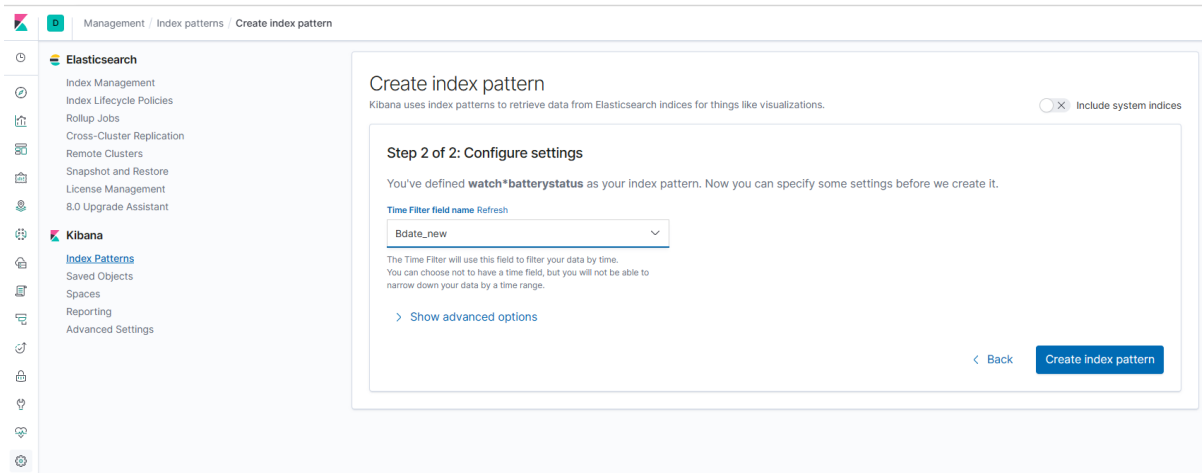 D Management / Index patterns / Create index pattern
Elasticsearch
Index Management
Index Lifecycle Policies
Rollup Jobs
Cross-Cluster Replication
Remote Clusters
Snapshot and Restore
License Management
8.0 Upgrade Assistant
Kibana
Index Patterns
Saved Objects
Spaces
Reporting
Advanced Settings
Create index pattern
Kibana uses index patterns to retrieve data from Elasticsearch indices for things like visualizations.
Include system indices
Step 2 of 2: Configure settings
You've defined watch*batterystatus as your index pattern. Now you can specify some settings before we create it.
Time Filter field name Refresh
Bdate_new
The Time Filter will use this field to filter your data by time.
You can choose not to have a time field, but you will not be able to
narrow down your data by a time range.
Show advanced options
Back
Create index pattern